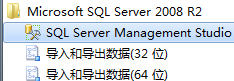 Microsoft SQL Server 2008 R2
SQL Server Management Studio
导入和导出数据(32 位)
导入和导出数据(64 位)